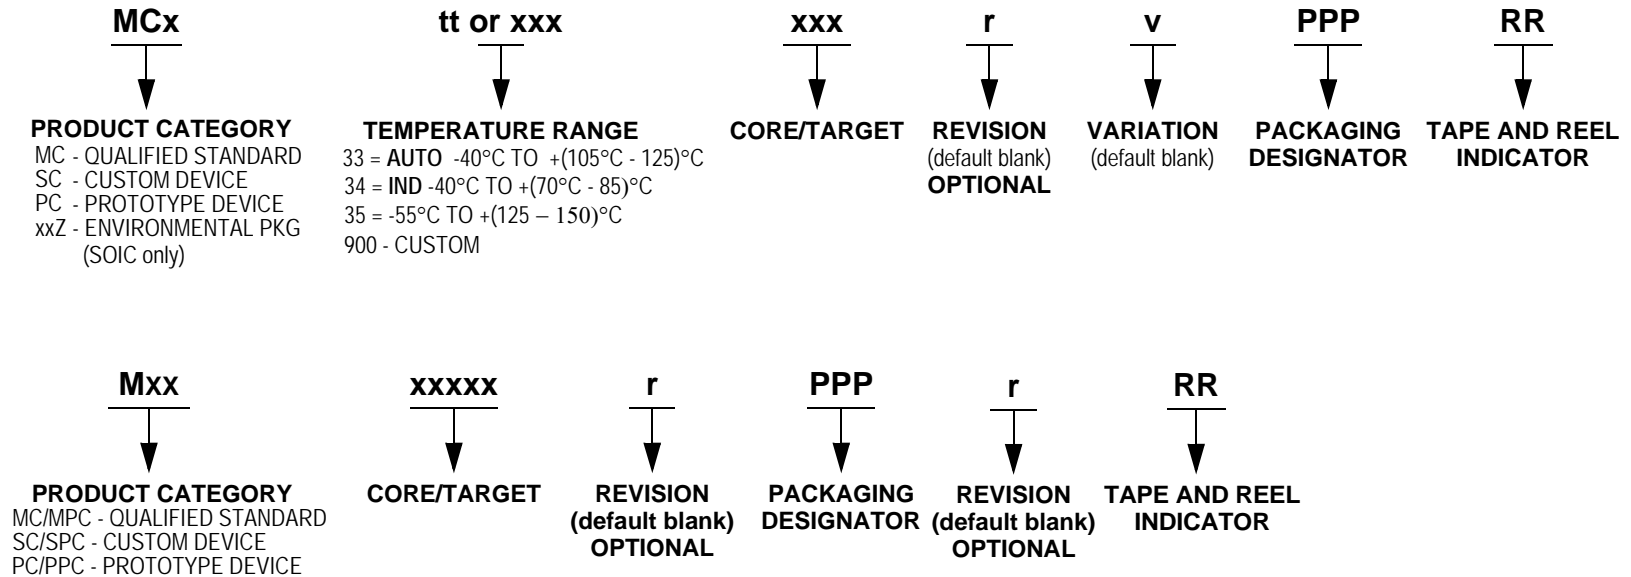 MCx tt or xxx xxx r v PPP RR
PRODUCT CATEGORY
MC - QUALIFIED STANDARD
SC - CUSTOM DEVICE
PC - PROTOTYPE DEVICE
xxZ - ENVIRONMENTAL PKG
(SOIC only)
TEMPERATURE RANGE
33 = AUTO -40°C TO +(105°C - 125)°C
34 = IND -40°C TO +(70°C - 85)°C
35 = -55°C TO +(125 – 150)°C
900 - CUSTOM
CORE/TARGET
REVISION
(default blank)
OPTIONAL
VARIATION
(default blank)
PACKAGING
DESIGNATOR
TAPE AND REEL
INDICATOR
Mxx xxxxx r PPP r RR
PRODUCT CATEGORY
MC/MPC - QUALIFIED STANDARD
SC/SPC - CUSTOM DEVICE
PC/PPC - PROTOTYPE DEVICE
CORE/TARGET
REVISION
(default blank)
OPTIONAL
PACKAGING
DESIGNATOR
REVISION
(default blank)
OPTIONAL
TAPE AND REEL
INDICATOR